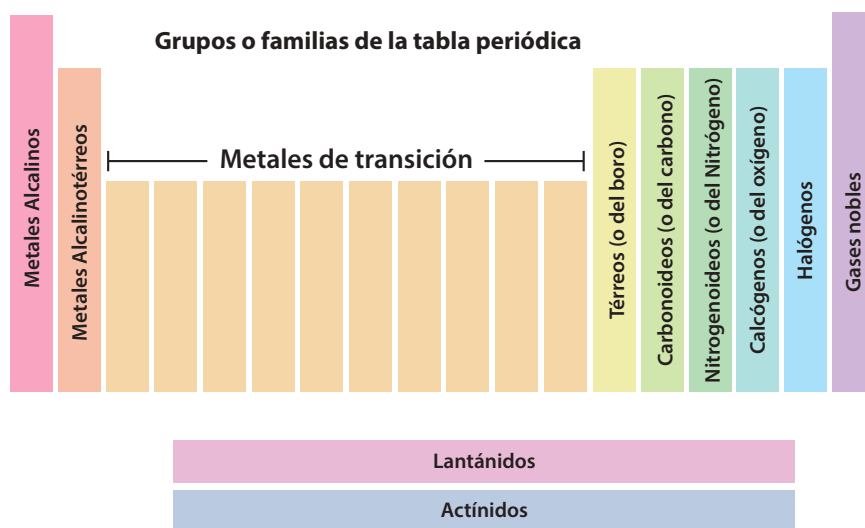 Grupos o familias de la tabla periódica
Metales Alcalinos
Metales Alcalinotérreos
Metales de transición
Térreos (o del boro)
Carbonoideos (o del carbono)
Nitrogenoideos (o del Nitrógeno)
Calcógenos (o del oxígeno)
Halógenos
Gases nobles
Lantánidos
Actínidos